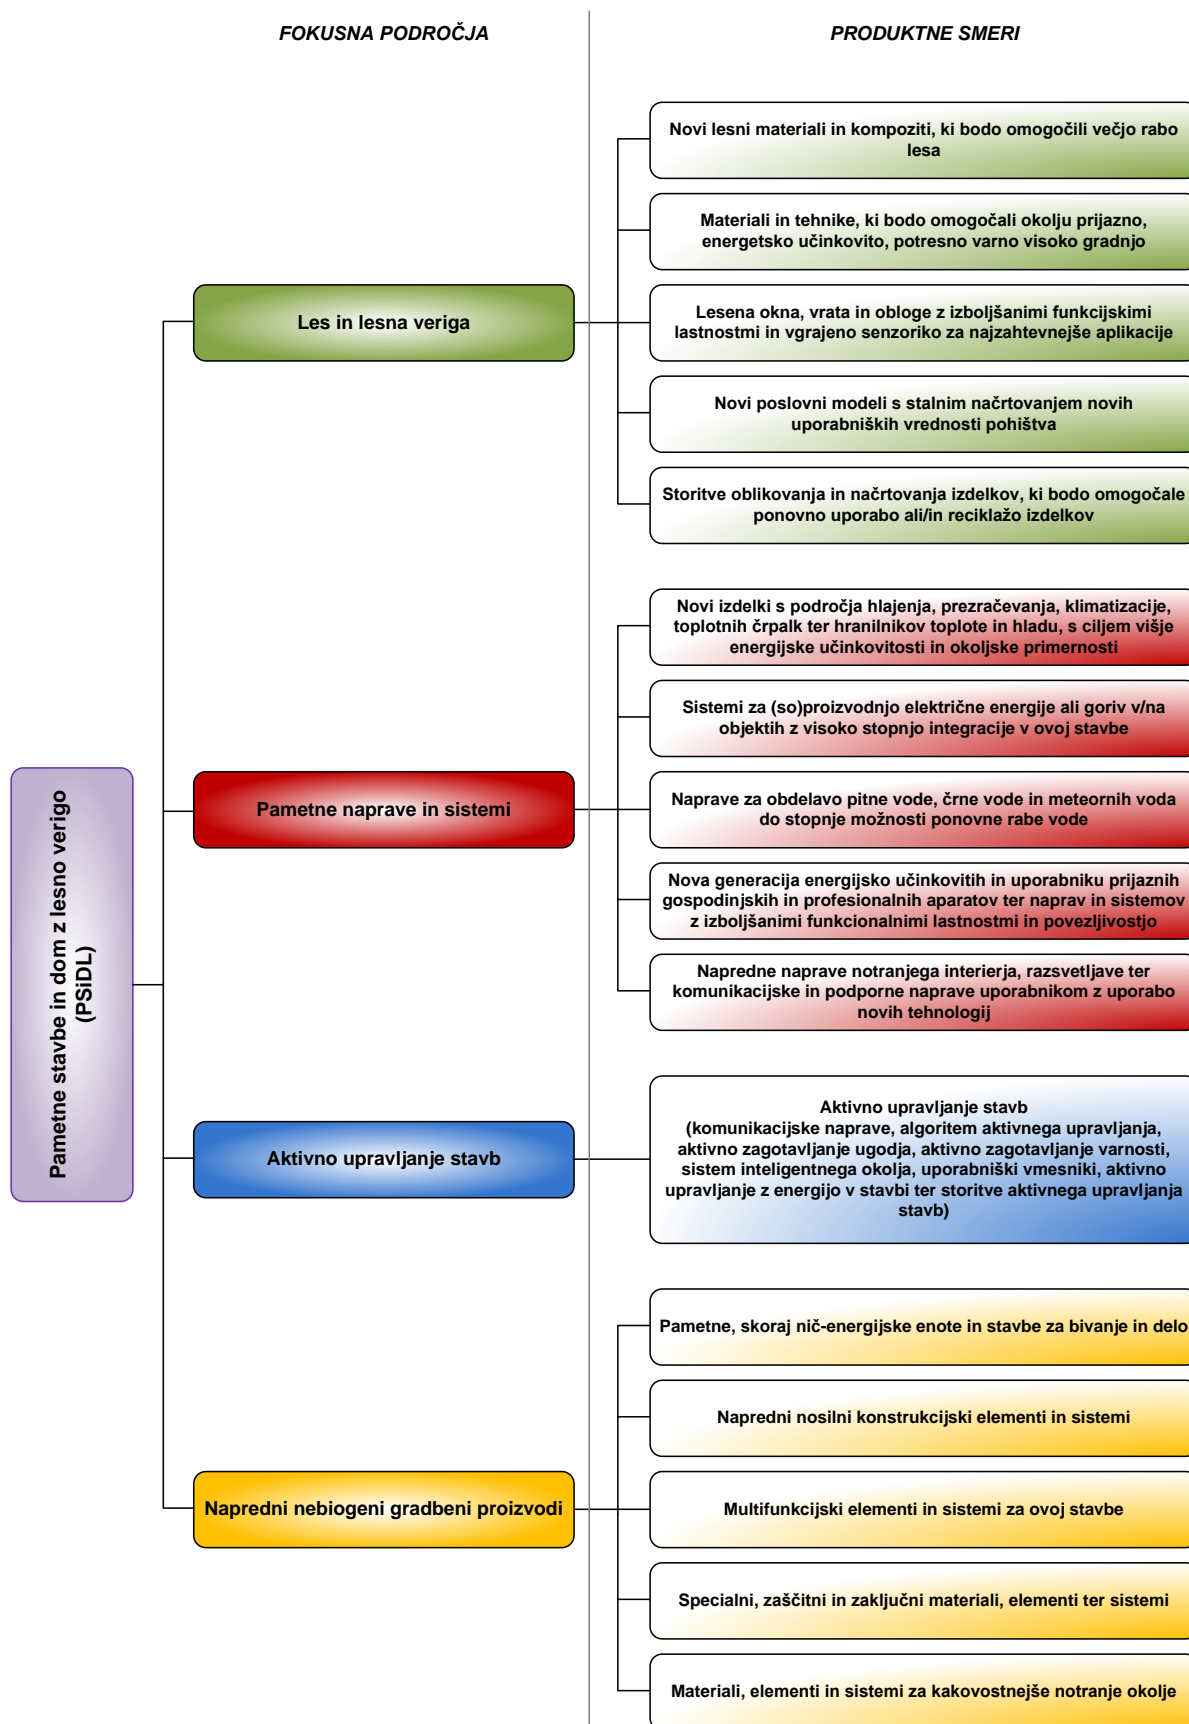 FOKUSNA PODROČJA
PRODUKTNE SMERI
Pametne stavbe in dom z lesno verigo
(PSiDL)
Les in lesna veriga
Novi lesni materiali in kompoziti, ki bodo omogočili večjo rabo
lesa
Materiali in tehnike, ki bodo omogočali okolju prijazno,
energetsko učinkovito, potresno varno visoko gradnjo
Lesena okna, vrata in obloge z izboljšanimi funkcijskimi
lastnostmi in vgrajeno senzoriko za najzahtevnejše aplikacije
Novi poslovni modeli s stalnim načrtovanjem novih
uporabniških vrednosti pohištva
Storitve oblikovanja in načrtovanja izdelkov, ki bodo omogočale
ponovno uporabo ali/in reciklažo izdelkov
Pametne naprave in sistemi
Novi izdelki s področja hlajenja, prezračevanja, klimatizacije,
toplotnih črpalk ter hranilnikov toplote in hladu, s ciljem višje
energijske učinkovitosti in okoljske primernosti
Sistemi za (so)proizvodnjo električne energije ali goriv v/na
objektih z visoko stopnjo integracije v ovoj stavbe
Naprave za obdelavo pitne vode, črne vode in meteornih voda
do stopnje možnosti ponovne rabe vode
Nova generacija energijsko učinkovitih in uporabniku prijaznih
gospodinjskih in profesionalnih aparatov ter naprav in sistemov
z izboljšanimi funkcionalnimi lastnostmi in povezljivostjo
Napredne naprave notranjega interierja, razsvetljave ter
komunikacijske in podporne naprave uporabnikom z uporabo
novih tehnologij
Aktivno upravljanje stavb
Aktivno upravljanje stavb
(komunikacijske naprave, algoritem aktivnega upravljanja,
aktivno zagotavljanje ugodja, aktivno zagotavljanje varnosti,
sistem inteligentnega okolja, uporabniški vmesniki, aktivno
upravljanje z energijo v stavbi ter storitve aktivnega upravljanja
stavb)
Napredni nebiogeni gradbeni proizvodi
Pametne, skoraj nič-energijske enote in stavbe za bivanje in delo
Napredni nosilni konstrukcijski elementi in sistemi
Multifunkcijski elementi in sistemi za ovoj stavbe
Specialni, zaščitni in zaključni materiali, elementi ter sistemi
Materiali, elementi in sistemi za kakovostnejše notranje okolje